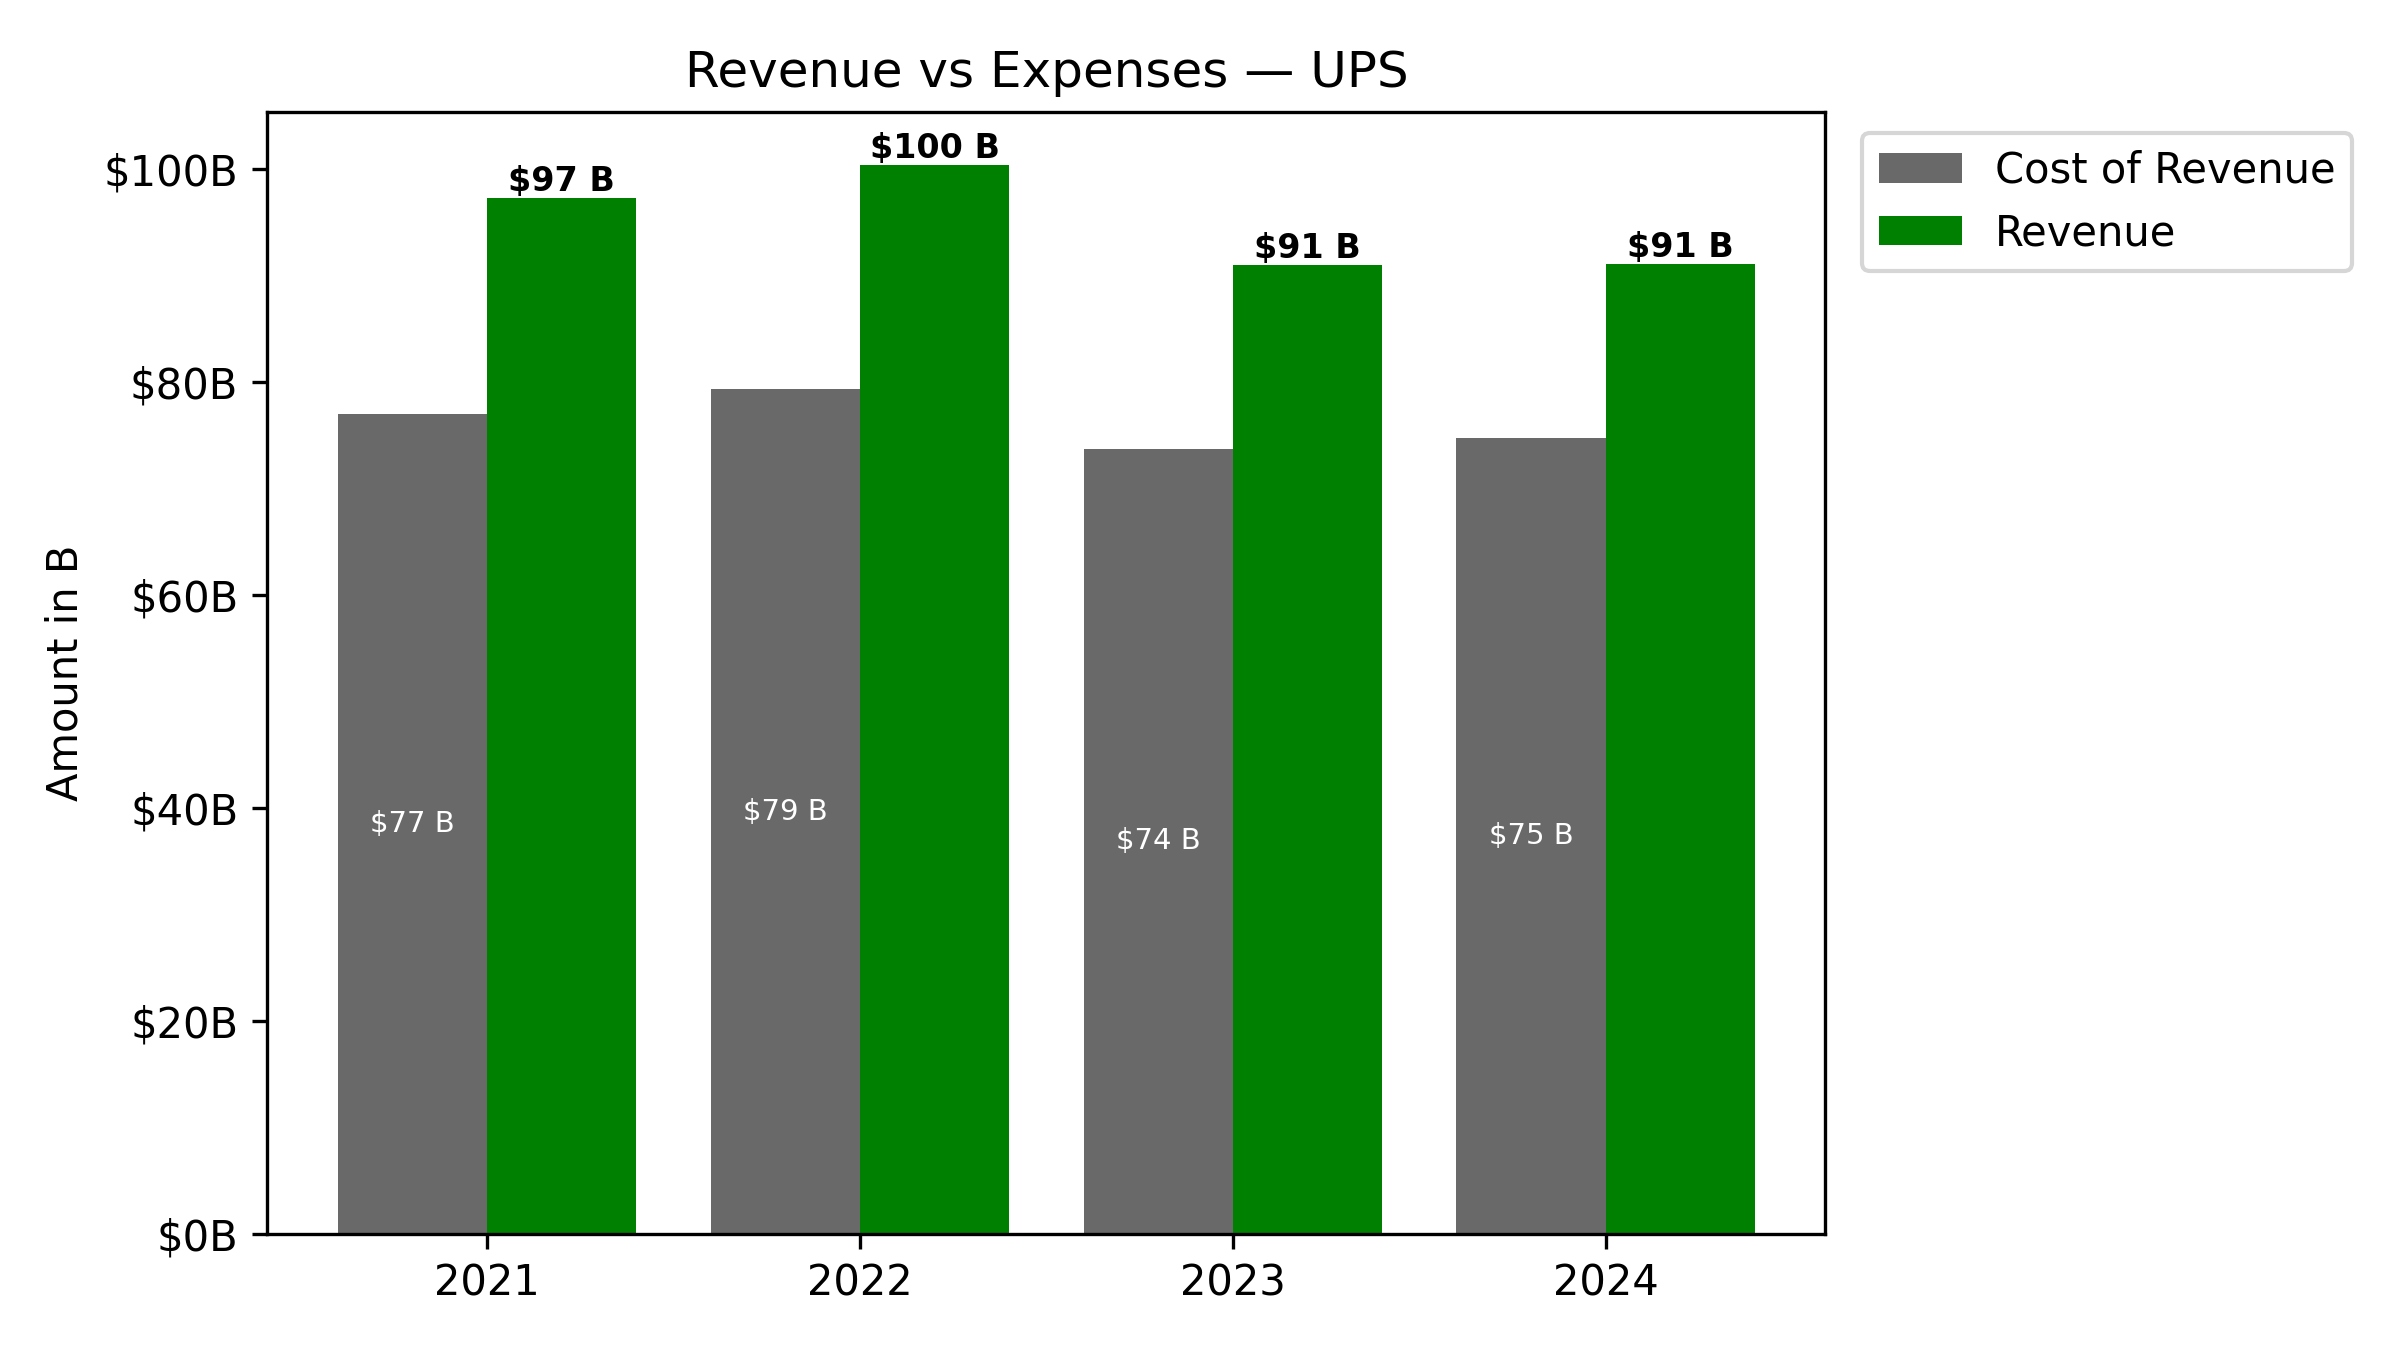 Revenue vs Expenses — UPS
$100B
$80B
$60B
$40B
$20B
$0B
Amount in B
$97 B
$100 B
$91 B
$91 B
$77 B
$79 B
$74 B
$75 B
2021
2022
2023
2024
Cost of Revenue
Revenue